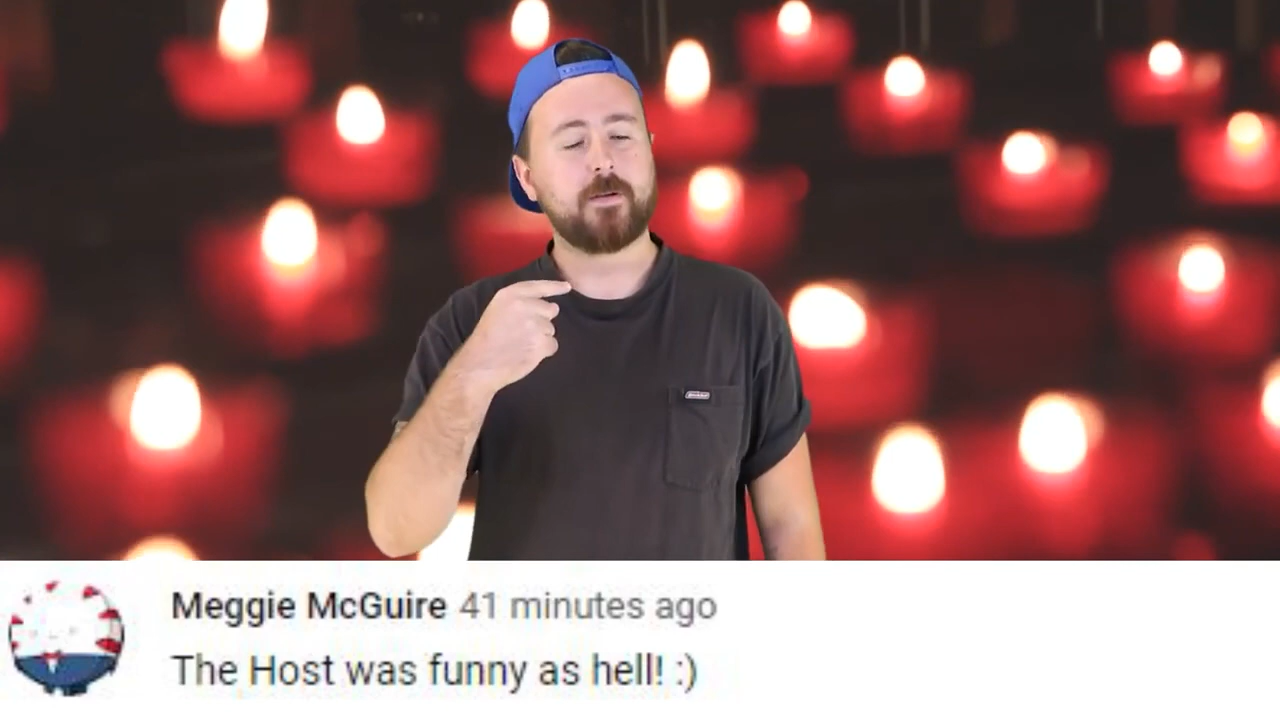 Meggie McGuire 41 minutes ago
The Host was funny as hell! :)